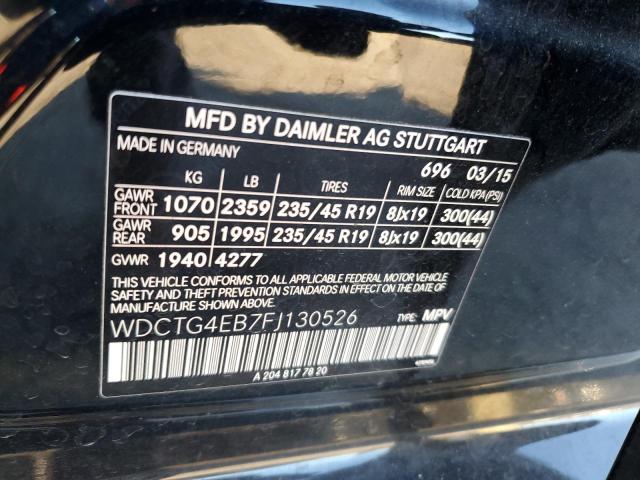 MFD BY DAIMLER AG STUTTGART
MADE IN GERMANY
696 03/15
KG LB TIRES RIM SIZE COLD KPA (PSI)
GAWR FRONT 1070 2359 235/45 R19 8Jx19 300(44)
GAWR REAR 905 1995 235/45 R19 8Jx19 300(44)
GVWR 1940 4277
THIS VEHICLE CONFORMS TO ALL APPLICABLE FEDERAL MOTOR VEHICLE
SAFETY AND THEFT PREVENTION STANDARDS IN EFFECT ON THE DATE OF
MANUFACTURE SHOWN ABOVE.
WDCTG4EB7FJ130526 TYPE: MPV
A 204 817 78 20